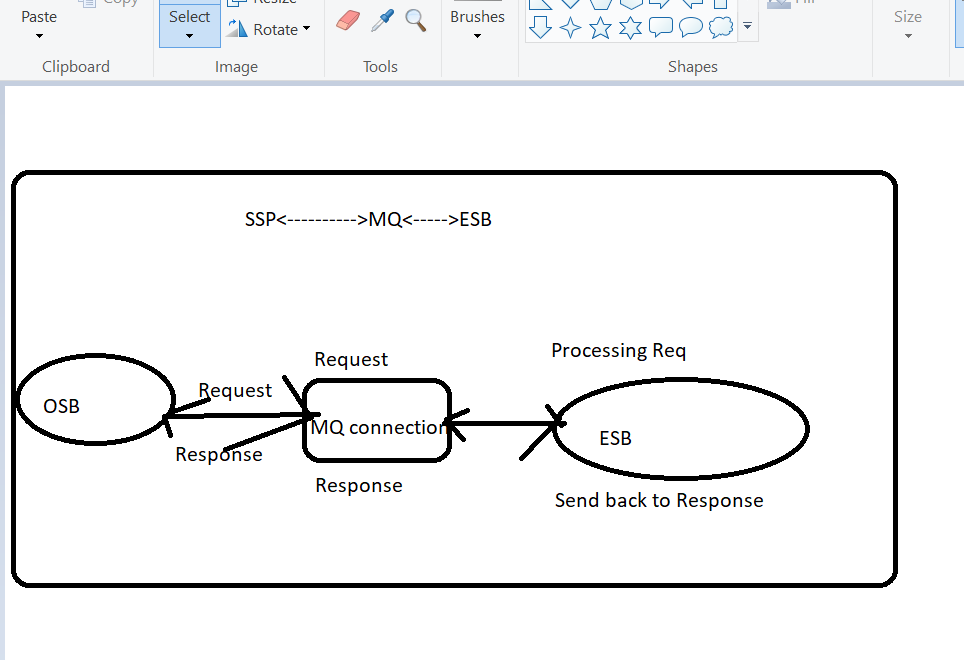 Copy
Resize
Paste
Select
Rotate
Brushes
Fill
Size
Clipboard
Image
Tools
Shapes
SSP<---------->MQ<----->ESB
Processing Req
Request
Request
OSB
MQ connection
ESB
Response
Response
Send back to Response